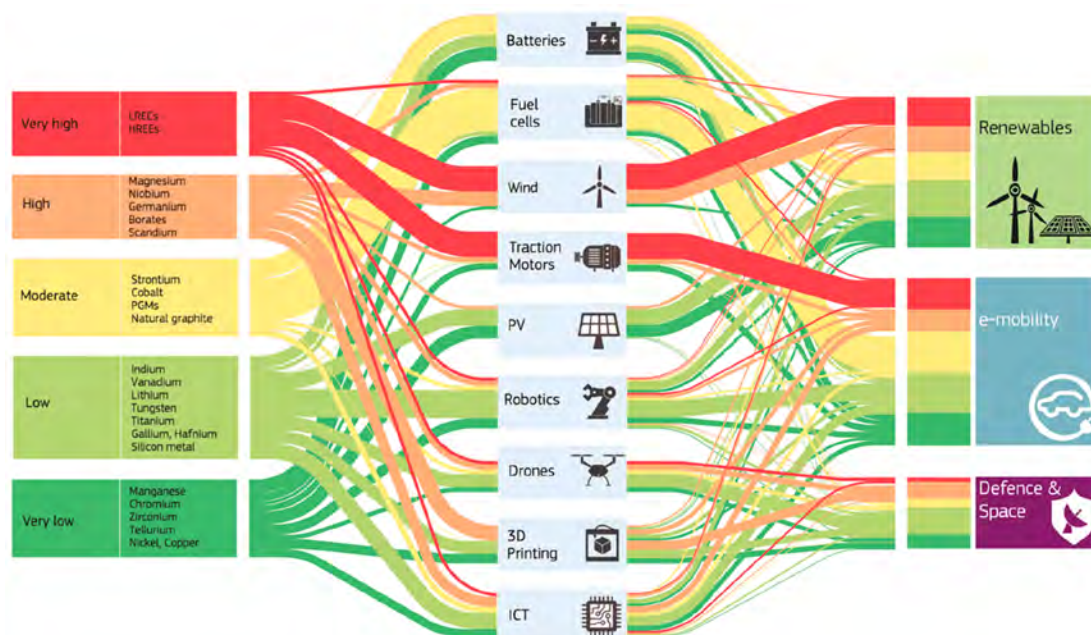 Very high
LREEs
HREEs
High
Magnesium
Niobium
Germanium
Borates
Scandium
Moderate
Strontium
Cobalt
PGMs
Natural graphite
Low
Indium
Vanadium
Lithium
Tungsten
Titanium
Gallium, Hafnium
Silicon metal
Very low
Manganese
Chromium
Zirconium
Tellurium
Nickel, Copper
Batteries
Fuel
cells
Wind
Traction
Motors
PV
Robotics
Drones
3D
Printing
ICT
Renewables
e-mobility
Defence &
Space